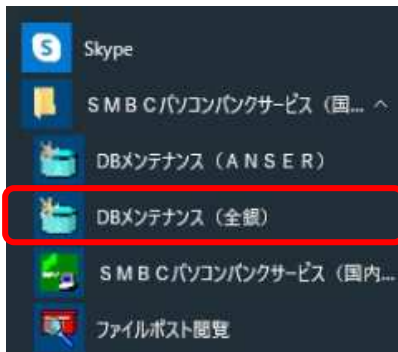 Skype
ＳＭＢＣパソコンバンクサービス（国... ^
DBメンテナンス（ＡＮＳＥＲ）
DBメンテナンス（全銀）
ＳＭＢＣパソコンバンクサービス（国内...
ファイルポスト閲覧